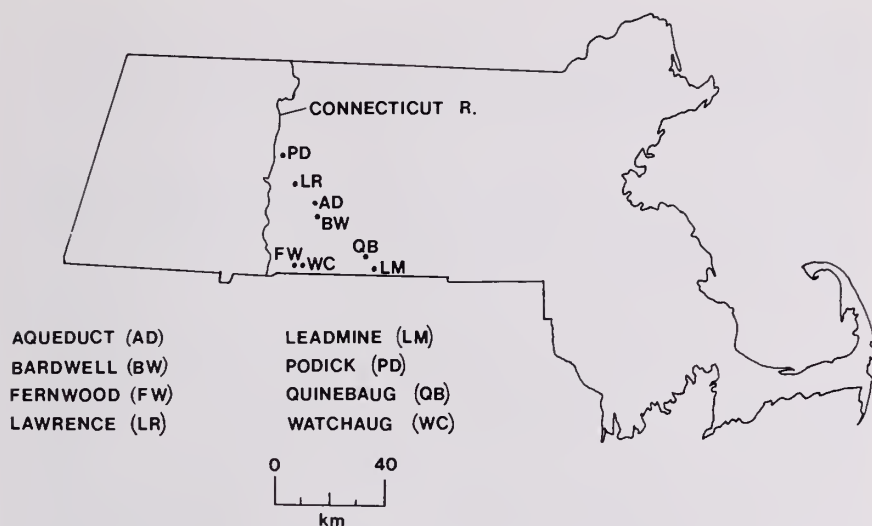 CONNECTICUT R.
PD
LR
AD
BW
QB
FW
WC
LM
AQUEDUCT (AD)
BARDWELL (BW)
FERNWOOD (FW)
LAWRENCE (LR)
LEADMINE (LM)
PODICK (PD)
QUINEBAUG (QB)
WATCHAUG (WC)
0 40
km